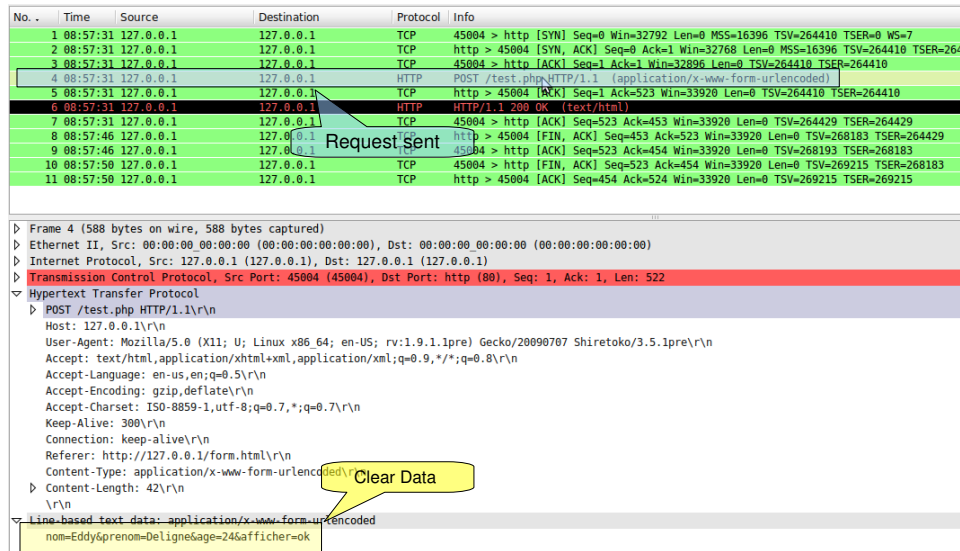 No. . Time Source Destination Protocol Info
1 08:57:31 127.0.0.1 127.0.0.1 TCP 45004 > http [SYN] Seq=0 Win=32792 Len=0 MSS=16396 TSV=264410 TSER=0 WS=7
2 08:57:31 127.0.0.1 127.0.0.1 TCP http > 45004 [SYN, ACK] Seq=0 Ack=1 Win=32768 Len=0 MSS=16396 TSV=264410 TSER=264
3 08:57:31 127.0.0.1 127.0.0.1 TCP 45004 > http [ACK] Seq=1 Ack=1 Win=32896 Len=0 TSV=264410 TSER=264410
4 08:57:31 127.0.0.1 127.0.0.1 HTTP POST /test.php HTTP/1.1 (application/x-www-form-urlencoded)
5 08:57:31 127.0.0.1 127.0.0.1 TCP http > 45004 [ACK] Seq=1 Ack=523 Win=33920 Len=0 TSV=264410 TSER=264410
6 08:57:31 127.0.0.1 127.0.0.1 HTTP HTTP/1.1 200 OK (text/html)
7 08:57:31 127.0.0.1 127.0.0.1 TCP 45004 > http [ACK] Seq=523 Ack=453 Win=33920 Len=0 TSV=264429 TSER=264429
8 08:57:46 127.0.0.1 127.0.0.1 TCP http > 45004 [FIN, ACK] Seq=453 Ack=523 Win=33920 Len=0 TSV=268183 TSER=264429
Request sent
9 08:57:46 127.0.0.1 127.0.0.1 TCP 45004 > http [ACK] Seq=523 Ack=454 Win=33920 Len=0 TSV=268193 TSER=268183
10 08:57:50 127.0.0.1 127.0.0.1 TCP 45004 > http [FIN, ACK] Seq=523 Ack=454 Win=33920 Len=0 TSV=269215 TSER=268183
11 08:57:50 127.0.0.1 127.0.0.1 TCP http > 45004 [ACK] Seq=454 Ack=524 Win=33920 Len=0 TSV=269215 TSER=269215
Frame 4 (588 bytes on wire, 588 bytes captured)
Ethernet II, Src: 00:00:00_00:00:00 (00:00:00:00:00:00), Dst: 00:00:00_00:00:00 (00:00:00:00:00:00)
Internet Protocol, Src: 127.0.0.1 (127.0.0.1), Dst: 127.0.0.1 (127.0.0.1)
Transmission Control Protocol, Src Port: 45004 (45004), Dst Port: http (80), Seq: 1, Ack: 1, Len: 522
Hypertext Transfer Protocol
POST /test.php HTTP/1.1\r\n
Host: 127.0.0.1\r\n
User-Agent: Mozilla/5.0 (X11; U; Linux x86_64; en-US; rv:1.9.1.1pre) Gecko/20090707 Shiretoko/3.5.1pre\r\n
Accept: text/html,application/xhtml+xml,application/xml;q=0.9,*/*;q=0.8\r\n
Accept-Language: en-us,en;q=0.5\r\n
Accept-Encoding: gzip,deflate\r\n
Accept-Charset: ISO-8859-1,utf-8;q=0.7,*;q=0.7\r\n
Keep-Alive: 300\r\n
Connection: keep-alive\r\n
Referer: http://127.0.0.1/form.html\r\n
Content-Type: application/x-www-form-urlencoded\r\n
Clear Data
Content-Length: 42\r\n
\r\n
Line-based text data: application/x-www-form-urlencoded
nom=Eddy&prenom=Deligne&age=24&afficher=ok